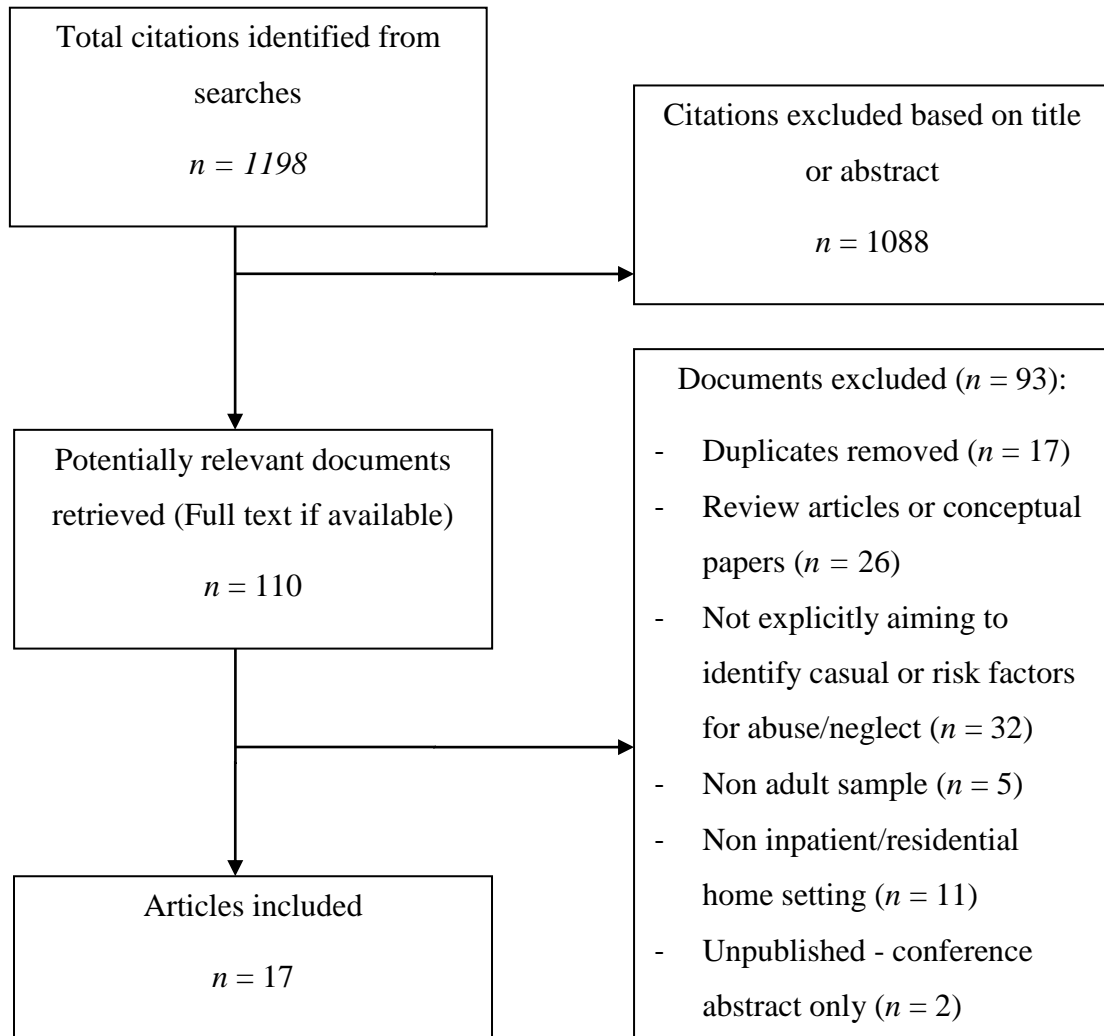 Total citations identified from
searches
n = 1198
Citations excluded based on title
or abstract
n = 1088
Potentially relevant documents
retrieved (Full text if available)
n = 110
Documents excluded (n = 93):
- Duplicates removed (n = 17)
- Review articles or conceptual
papers (n = 26)
- Not explicitly aiming to
identify casual or risk factors
for abuse/neglect (n = 32)
- Non adult sample (n = 5)
- Non inpatient/residential
home setting (n = 11)
- Unpublished - conference
abstract only (n = 2)
Articles included
n = 17